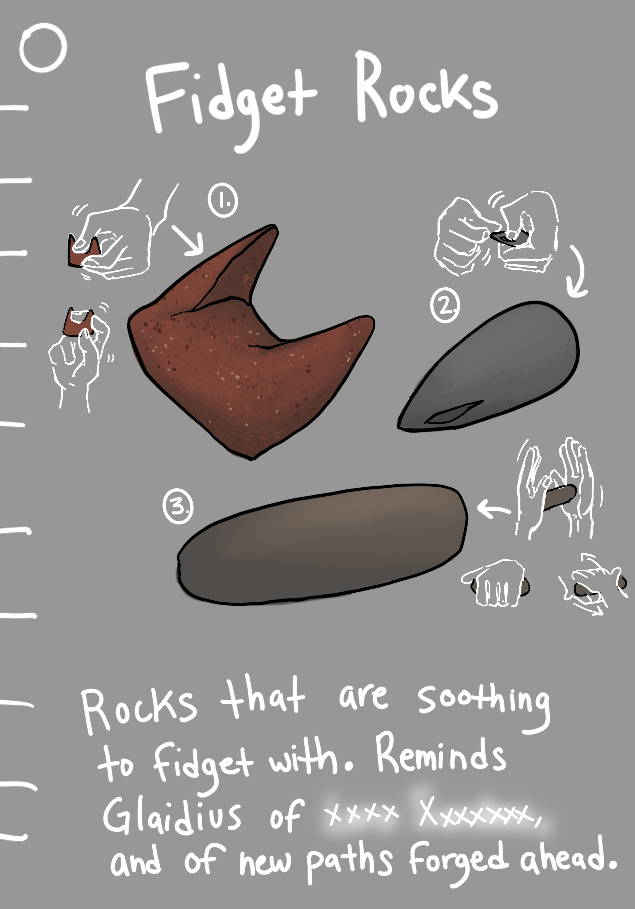 Fidget Rocks
1.
2.
3.
Rocks that are soothing
to fidget with. Reminds
Glaidius of xxxx Xxxxxxx,
and of new paths forged ahead.